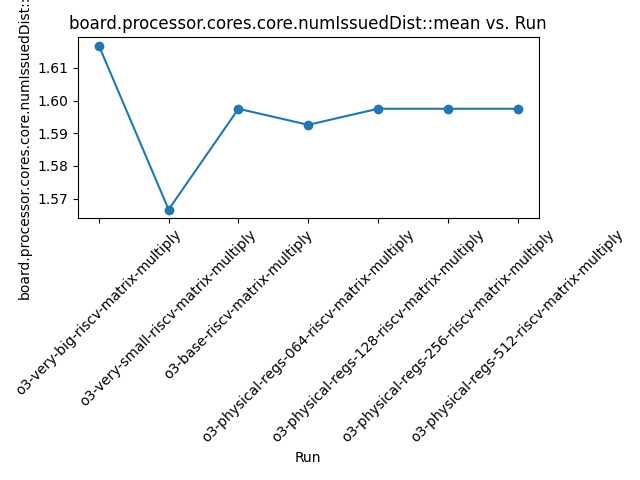 board.processor.cores.core.numIssuedDist::mean vs. Run
board.processor.cores.core.numIssuedDist::
1.61
1.60
1.59
1.58
1.57
o3-very-big-riscv-matrix-multiply
o3-very-small-riscv-matrix-multiply
o3-base-riscv-matrix-multiply
o3-physical-regs-064-riscv-matrix-multiply
o3-physical-regs-128-riscv-matrix-multiply
o3-physical-regs-256-riscv-matrix-multiply
o3-physical-regs-512-riscv-matrix-multiply
Run